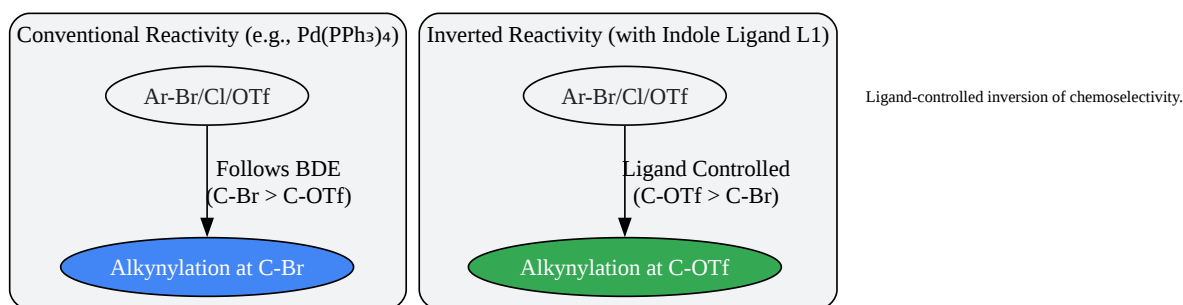 Conventional Reactivity (e.g., Pd(PPh₃)₄)
Ar-Br/Cl/OTf
Follows BDE
(C-Br > C-OTf)
Alkynylation at C-Br
Inverted Reactivity (with Indole Ligand L1)
Ar-Br/Cl/OTf
Ligand Controlled
(C-OTf > C-Br)
Alkynylation at C-OTf
Ligand-controlled inversion of chemoselectivity.